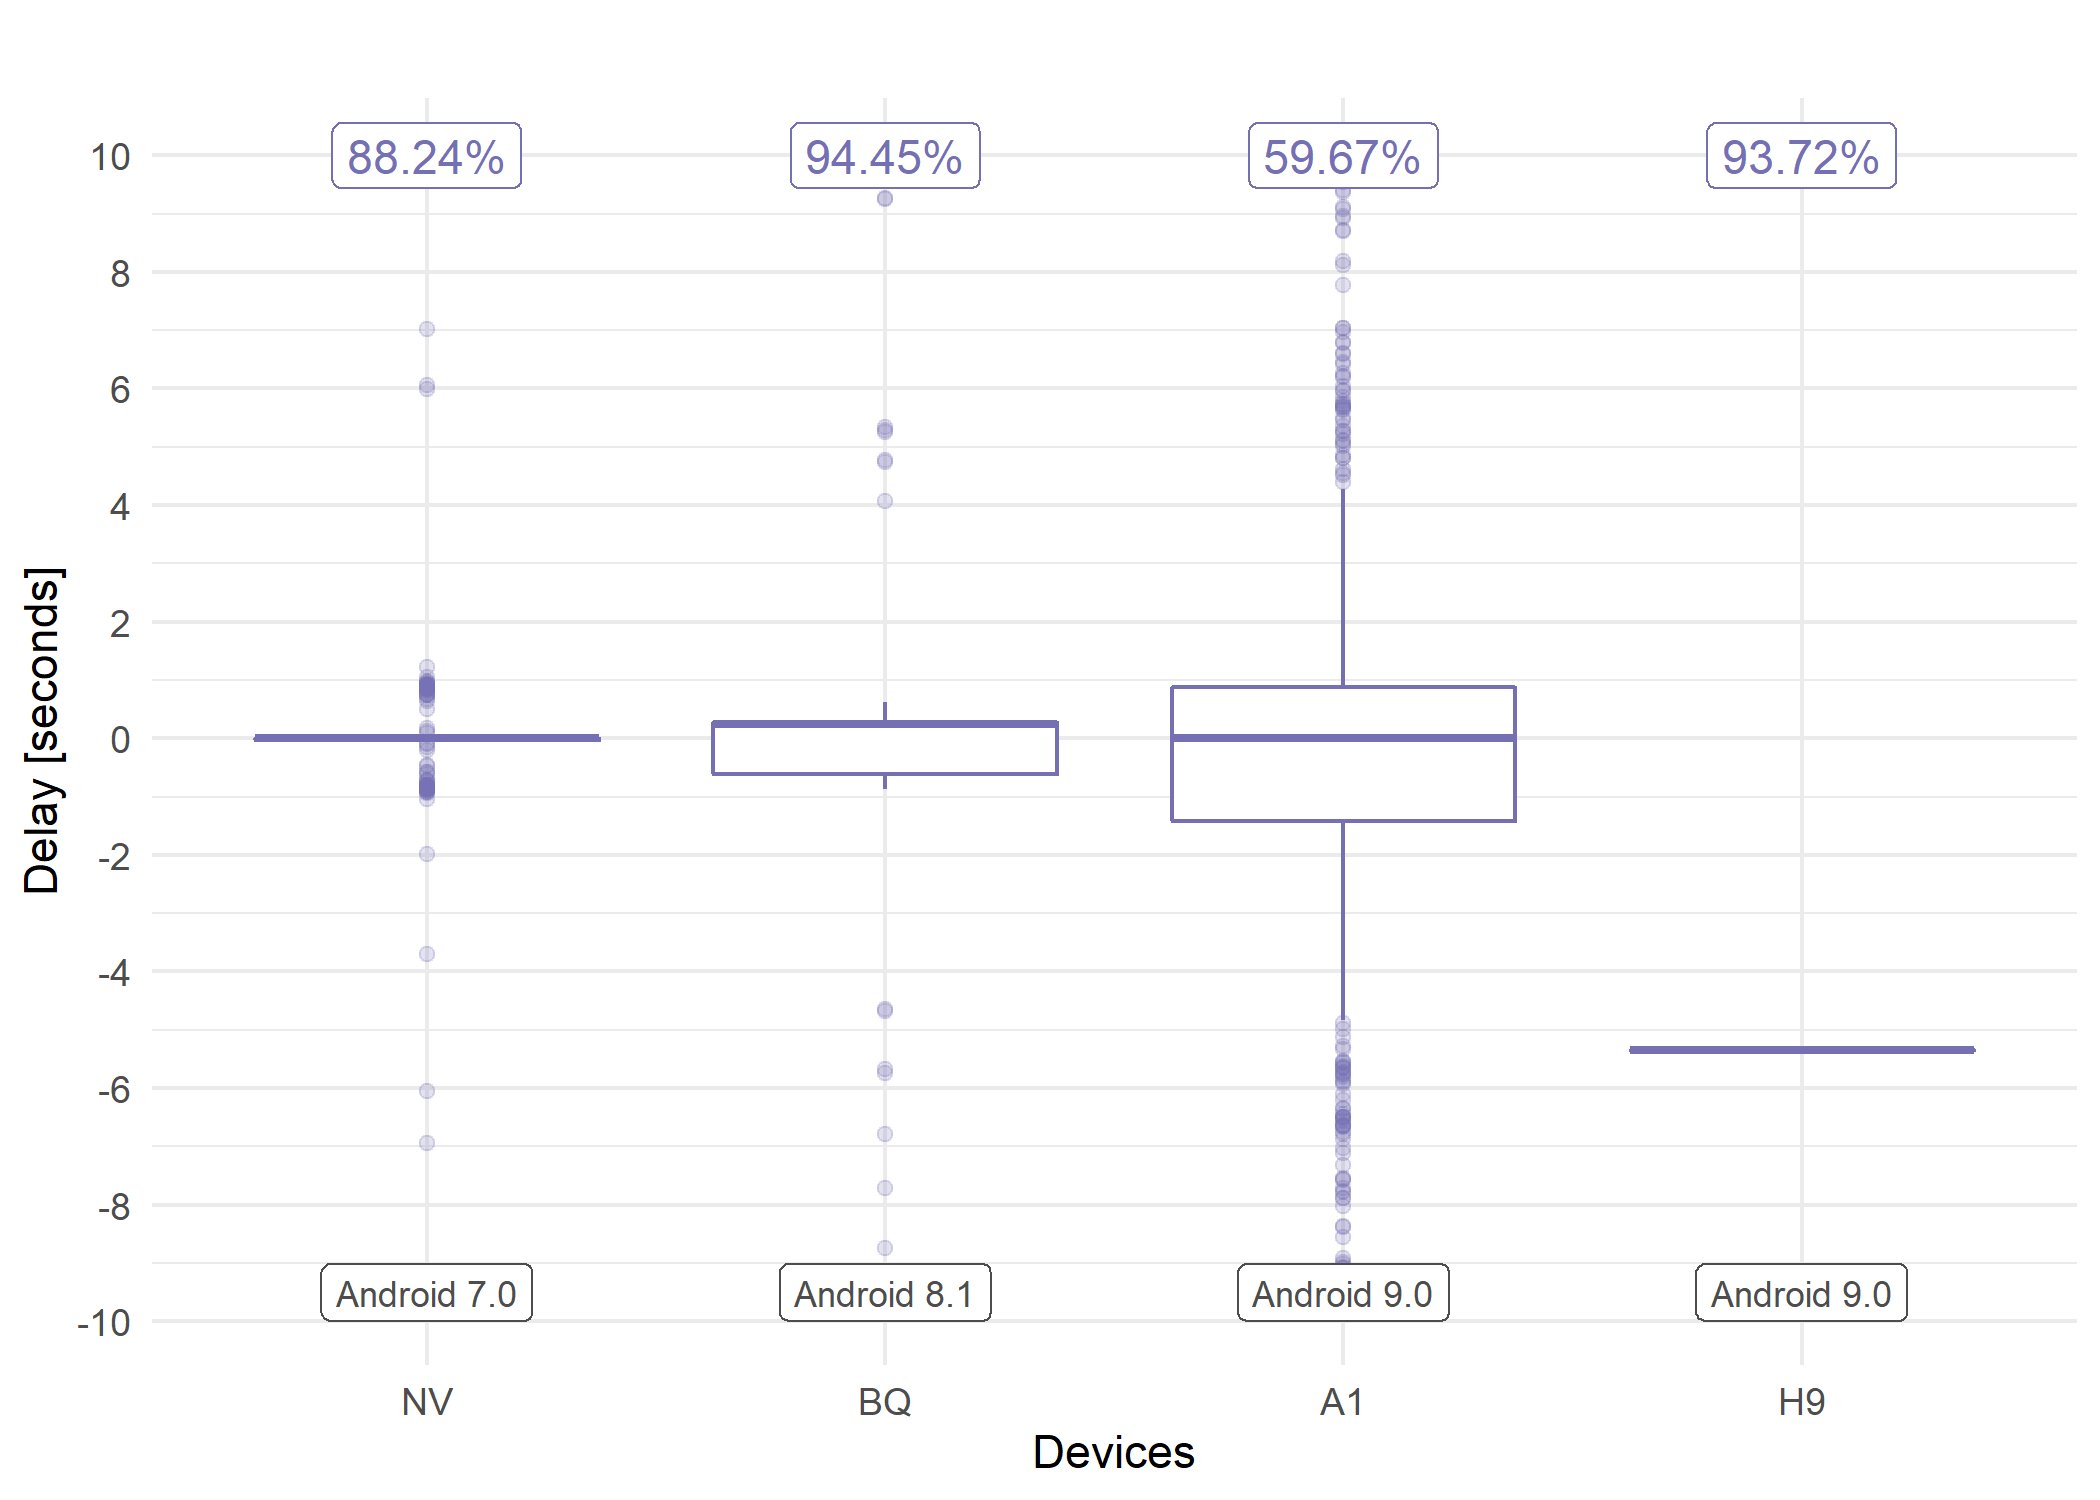 88.24% 94.45% 59.67% 93.72%
10
8
6
4
2
0
-2
-4
-6
-8
-10
Delay [seconds]
Android 7.0 Android 8.1 Android 9.0 Android 9.0
NV BQ A1 H9
Devices